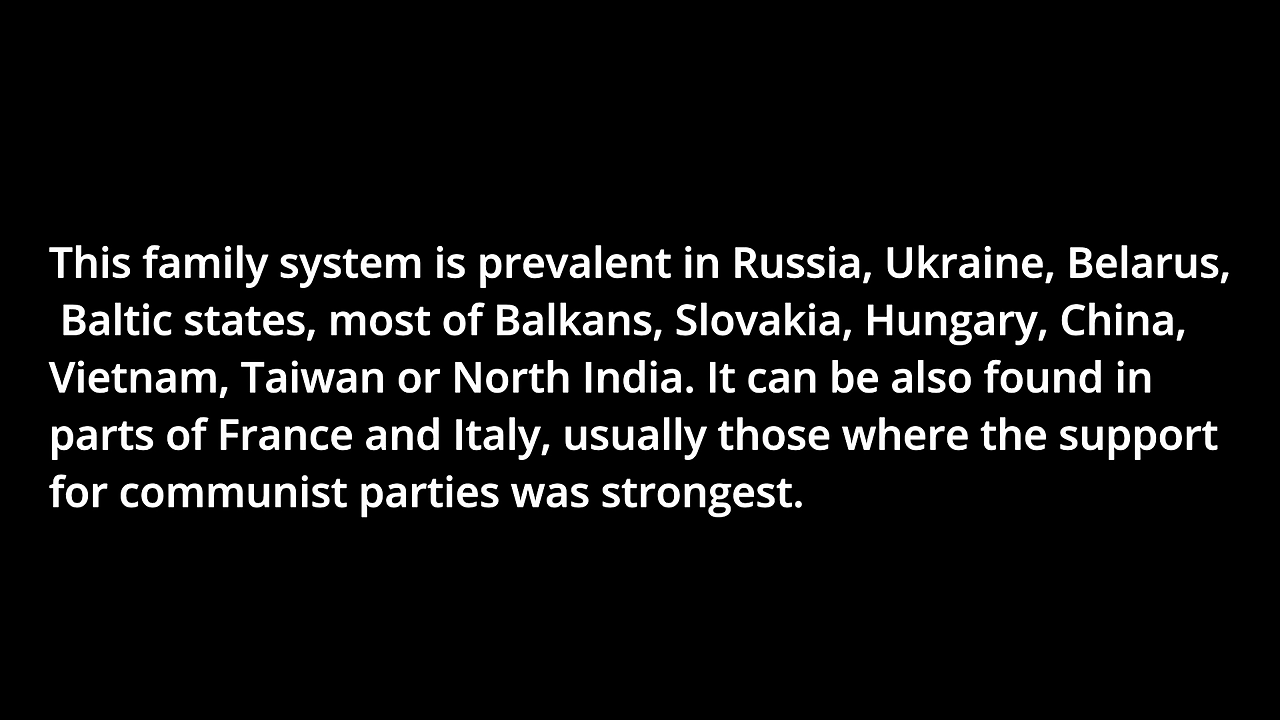 This family system is prevalent in Russia, Ukraine, Belarus,
Baltic states, most of Balkans, Slovakia, Hungary, China,
Vietnam, Taiwan or North India. It can be also found in
parts of France and Italy, usually those where the support
for communist parties was strongest.